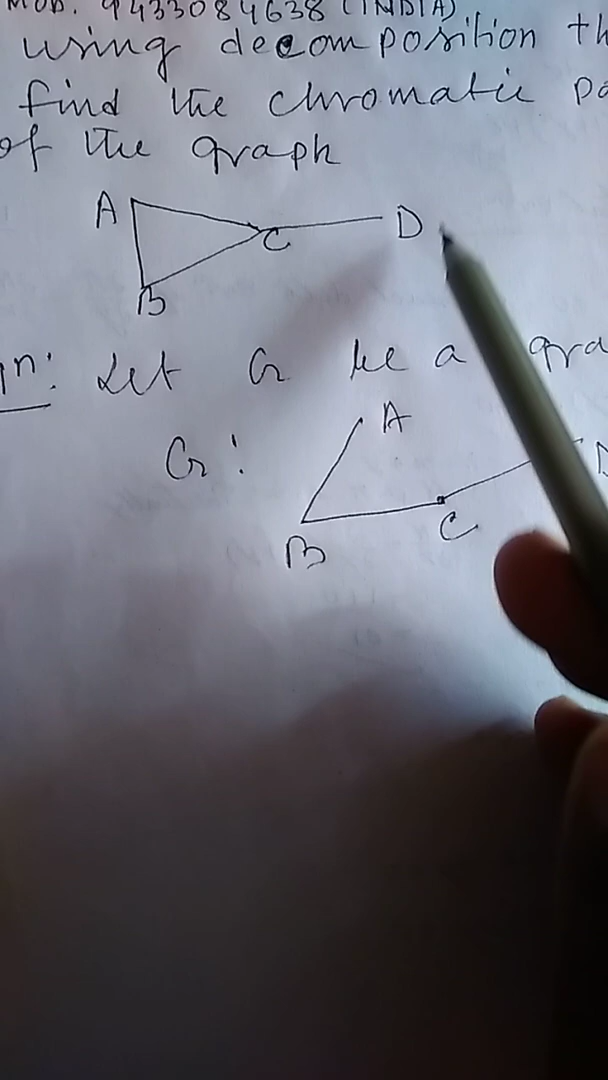 MOB. 9433084638 (INDIA)
using decomposition th
find the chromatic po
of the graph
A
C
D
B
n: Let G be a gra
A
G:
D
C
B